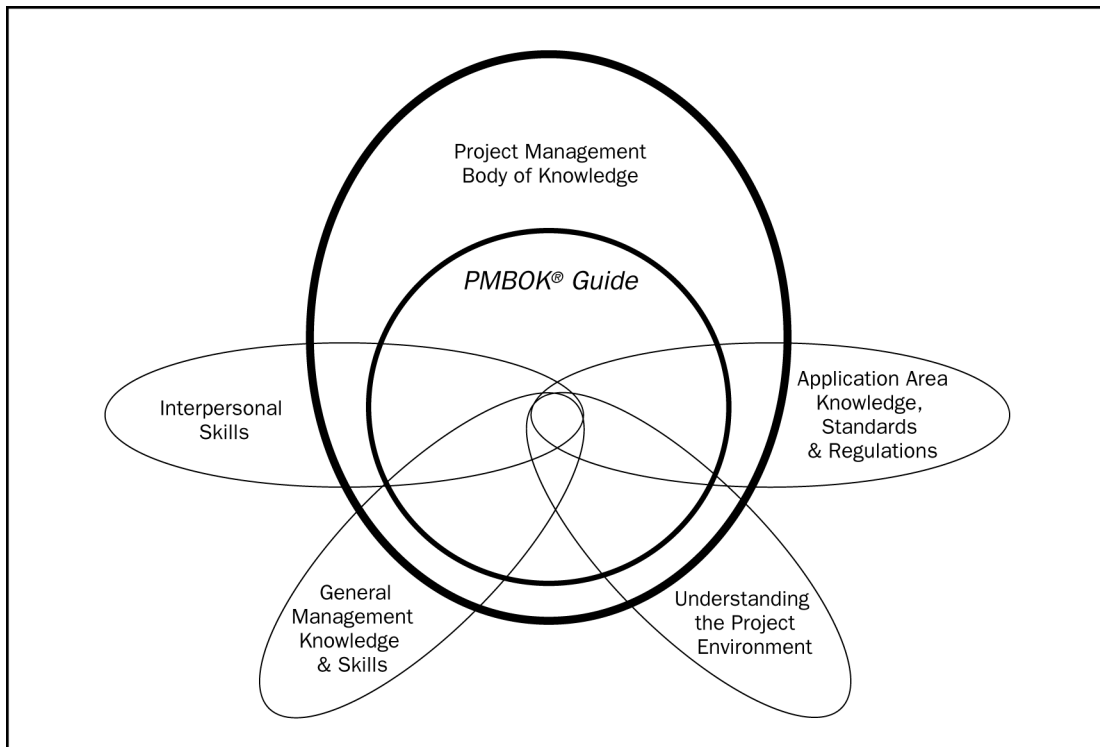 Project Management
Body of Knowledge
PMBOK® Guide
Interpersonal
Skills
Application Area
Knowledge,
Standards
& Regulations
General
Management
Knowledge
& Skills
Understanding
the Project
Environment